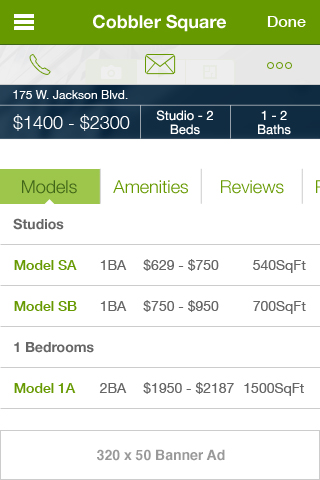 Cobbler Square Done
175 W. Jackson Blvd.
$1400 - $2300 Studio - 2 Beds 1 - 2 Baths
Models Amenities Reviews
Studios
Model SA 1BA $629 - $750 540SqFt
Model SB 1BA $750 - $950 700SqFt
1 Bedrooms
Model 1A 2BA $1950 - $2187 1500SqFt
320 x 50 Banner Ad